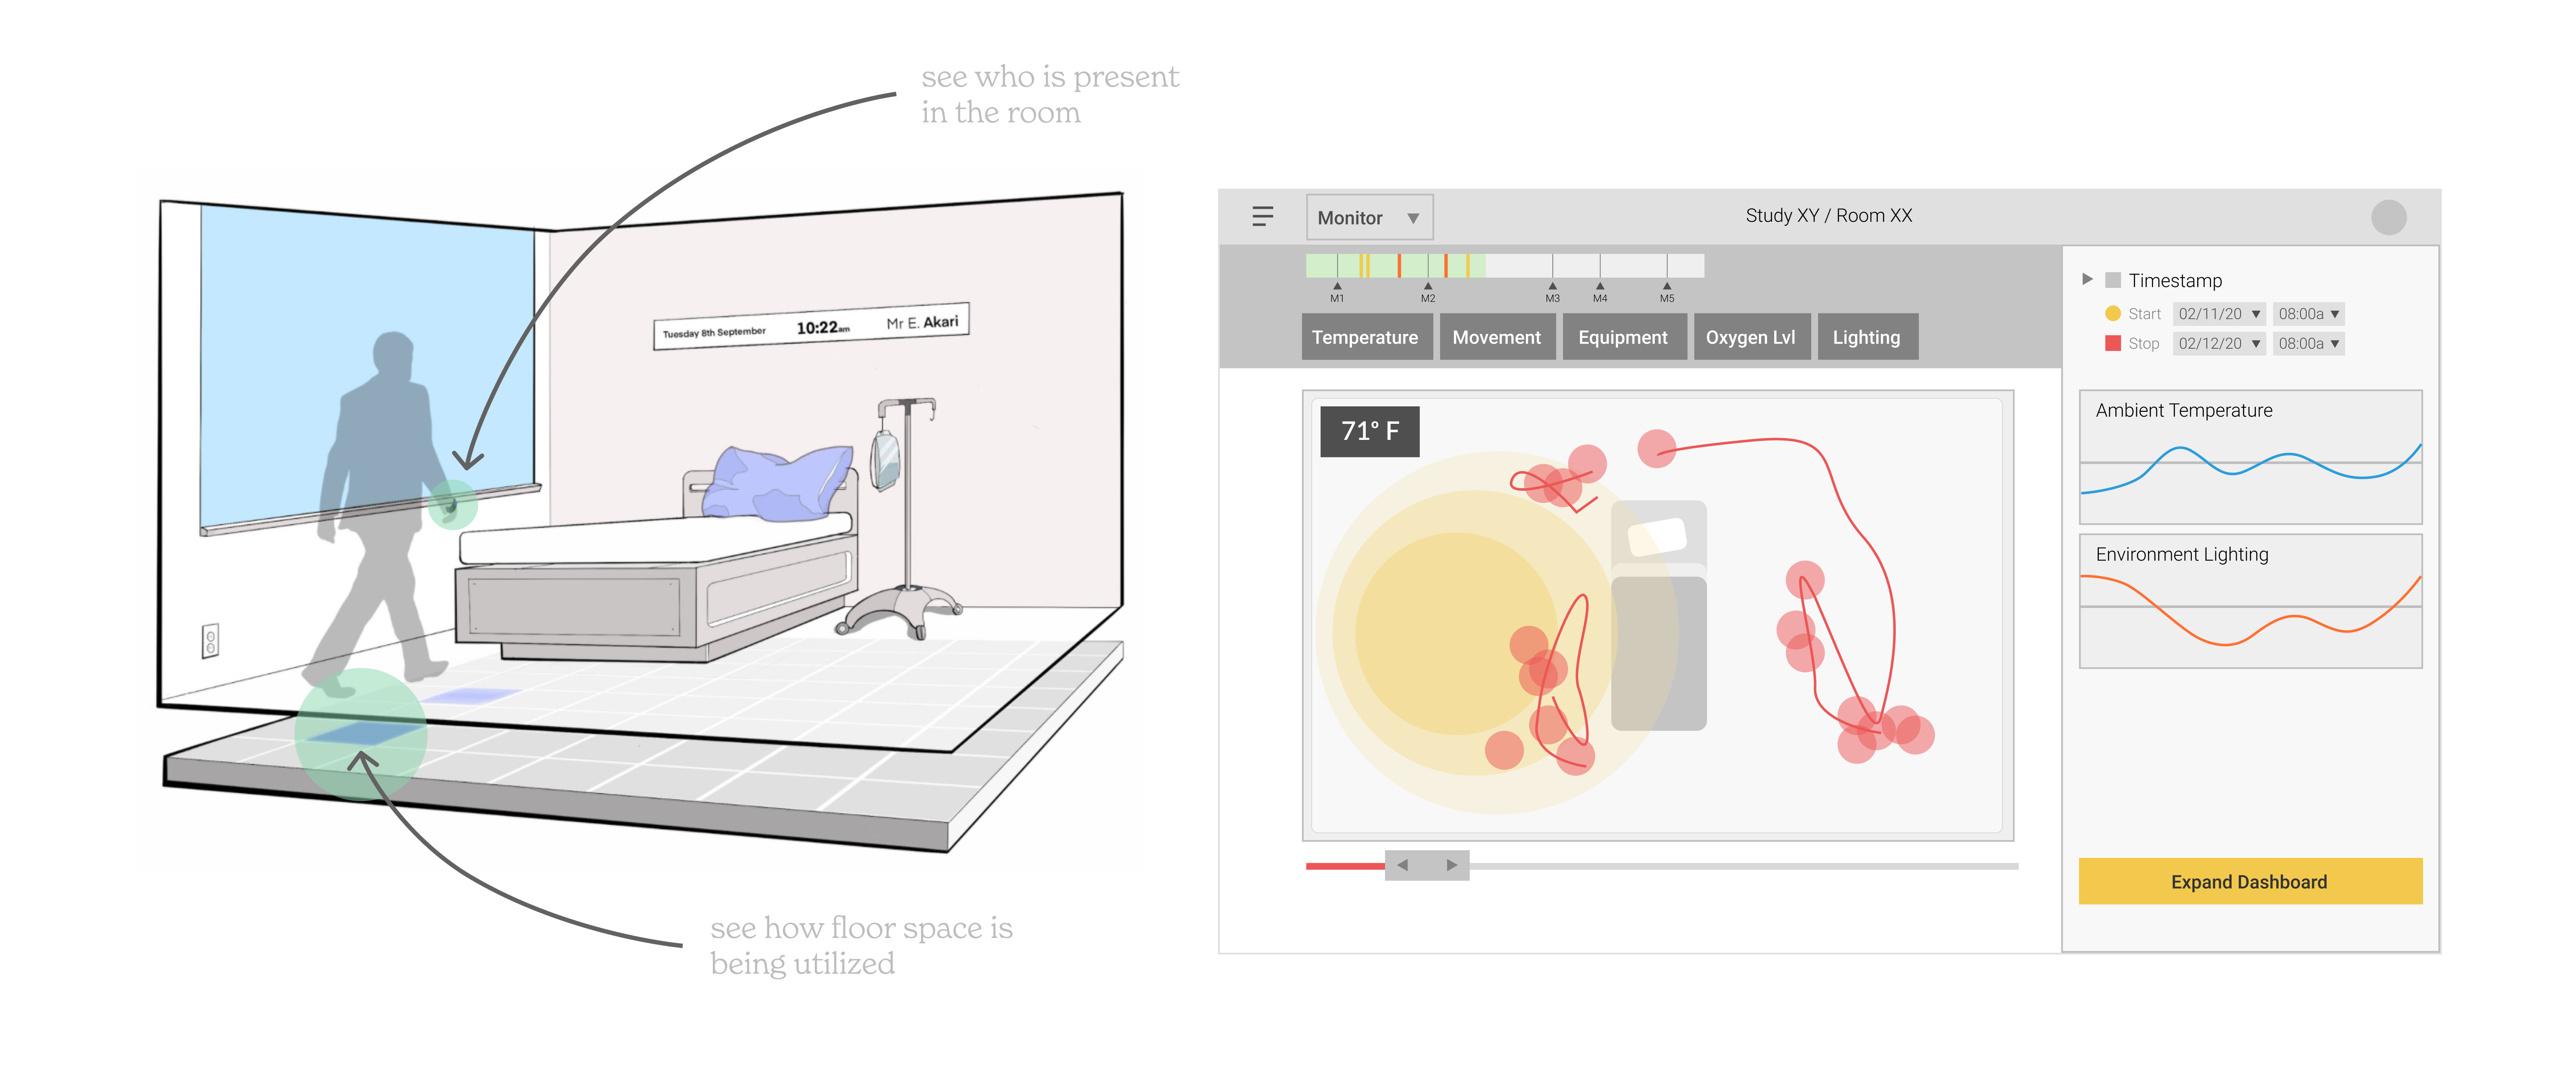 see who is present
in the room
Tuesday 8th September 10:22am Mr E. Akari
see how floor space is
being utilized
Monitor
Study XY / Room XX
M1 M2 M3 M4 M5
Temperature Movement Equipment Oxygen Lvl Lighting
71° F
Timestamp
Start 02/11/20 08:00a
Stop 02/12/20 08:00a
Ambient Temperature
Environment Lighting
Expand Dashboard